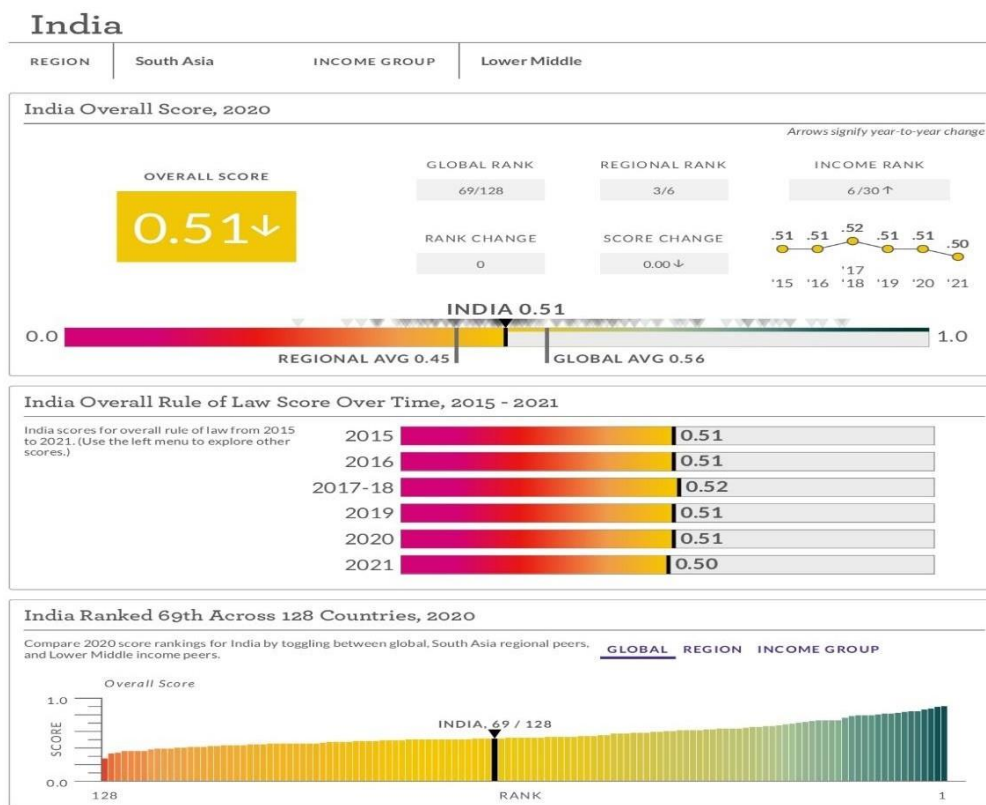 India
REGION South Asia INCOME GROUP Lower Middle
India Overall Score, 2020
Arrows signify year-to-year change
OVERALL SCORE
0.51↓
GLOBAL RANK REGIONAL RANK INCOME RANK
69/128 3/6 6/30 ↑
RANK CHANGE SCORE CHANGE
0 0.00 ↓
.51 .51 .52 .51 .51 .50
'15 '16 '17 '18 '19 '20 '21
INDIA 0.51
0.0 1.0
REGIONAL AVG 0.45 GLOBAL AVG 0.56
India Overall Rule of Law Score Over Time, 2015 - 2021
India scores for overall rule of law from 2015
to 2021. (Use the left menu to explore other
scores.)
2015 0.51
2016 0.51
2017-18 0.52
2019 0.51
2020 0.51
2021 0.50
India Ranked 69th Across 128 Countries, 2020
Compare 2020 score rankings for India by toggling between global, South Asia regional peers,
and Lower Middle income peers.
GLOBAL REGION INCOME GROUP
Overall Score
1.0
SCORE
0.0
INDIA, 69 / 128
128 RANK 1